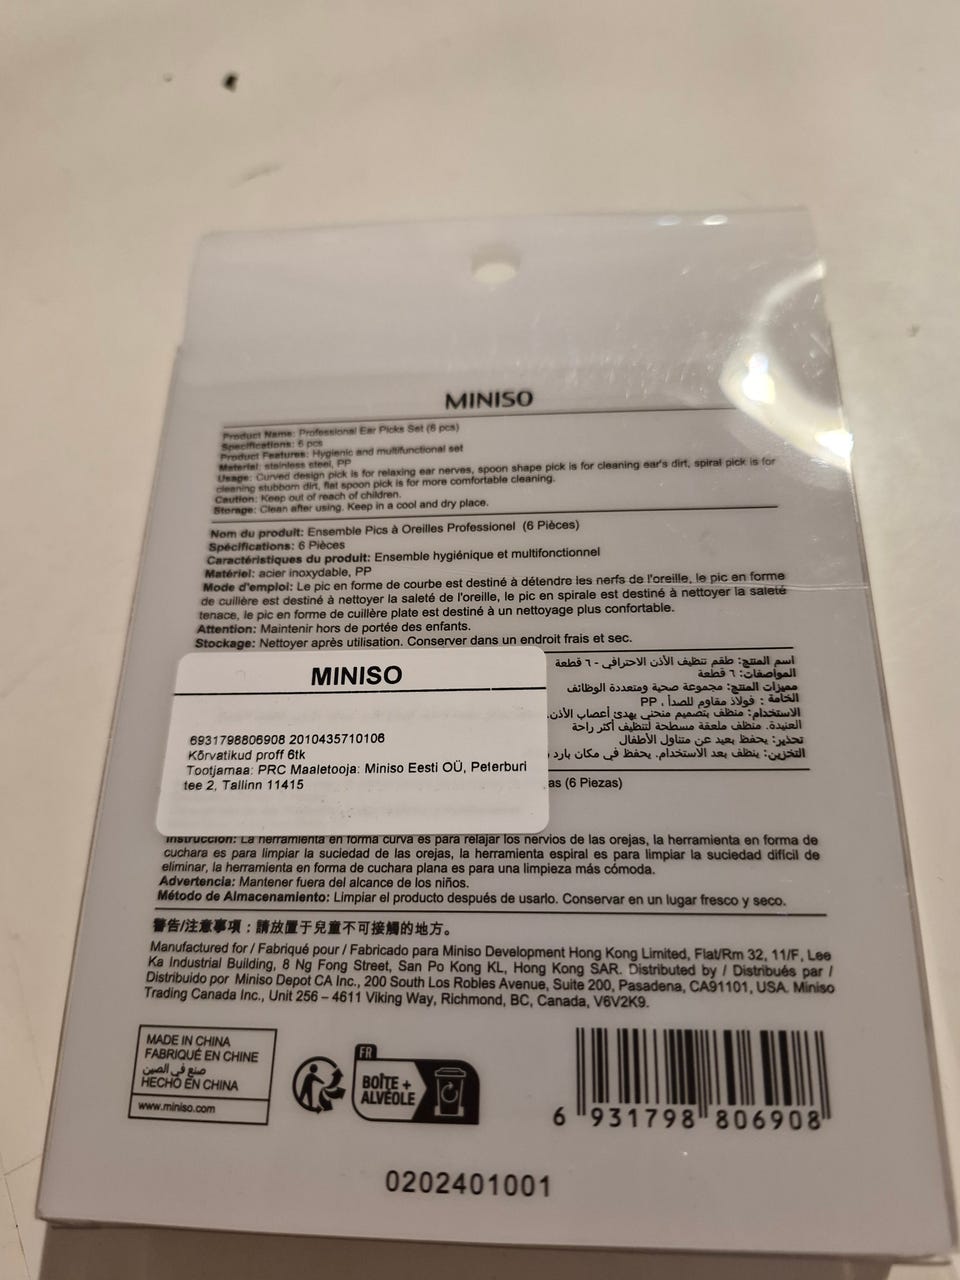 MINISO
Product Name: Professional Ear Picks Set (6 pcs)
Specifications: 6 pcs
Product Features: Hygienic and multifunctional set
Material: stainless steel, PP
Usage: Curved design pick is for relaxing ear nerves, spoon shape pick is for cleaning ear's dirt, spiral pick is for
cleaning stubborn dirt, flat spoon pick is for more comfortable cleaning.
Caution: Keep out of reach of children.
Storage: Clean after using. Keep in a cool and dry place.
Nom du produit: Ensemble Pics à Oreilles Professionel (6 Pièces)
Spécifications: 6 Pièces
Caractéristiques du produit: Ensemble hygiénique et multifonctionnel
Matériel: acier inoxydable, PP
Mode d'emploi: Le pic en forme de courbe est destiné à détendre les nerfs de l'oreille, le pic en forme
de cuillère est destiné à nettoyer la saleté de l'oreille, le pic en spirale est destiné à nettoyer la saleté
tenace, le pic en forme de cuillère plate est destiné à un nettoyage plus confortable.
Attention: Maintenir hors de portée des enfants.
Stockage: Nettoyer après utilisation. Conserver dans un endroit frais et sec.
اسم المنتج: طقم تنظيف الأذن الاحترافي - ٦ قطعة
المواصفات: ٦ قطعة
مميزات المنتج: مجموعة صحية ومتعددة الوظائف
الخامة : فولاذ مقاوم للصدأ ، PP
الاستخدام: منظف بتصميم منحني يهدئ أعصاب الأذن.
العنيدة. منظف ملعقة مسطحة لتنظيف أكثر راحة
تحذير: يحفظ بعيد عن متناول الأطفال
التخزين: ينظف بعد الاستخدام. يحفظ في مكان بارد
MINISO
6931798806908 2010435710106
Kõrvatikud proff 6tk
Tootjamaa: PRC Maaletooja: Miniso Eesti OÜ, Peterburi
tee 2, Tallinn 11415
as (6 Piezas)
Instrucción: La herramienta en forma curva es para relajar los nervios de las orejas, la herramienta en forma de
cuchara es para limpiar la suciedad de las orejas, la herramienta espiral es para limpiar la suciedad difícil de
eliminar, la herramienta en forma de cuchara plana es para una limpieza más cómoda.
Advertencia: Mantener fuera del alcance de los niños.
Método de Almacenamiento: Limpiar el producto después de usarlo. Conservar en un lugar fresco y seco.
警告/注意事項：請放置于兒童不可接觸的地方。
Manufactured for / Fabriqué pour / Fabricado para Miniso Development Hong Kong Limited, Flat/Rm 32, 11/F, Lee
Ka Industrial Building, 8 Ng Fong Street, San Po Kong KL, Hong Kong SAR. Distributed by / Distribués par /
Distribuido por Miniso Depot CA Inc., 200 South Los Robles Avenue, Suite 200, Pasadena, CA91101, USA. Miniso
Trading Canada Inc., Unit 256 – 4611 Viking Way, Richmond, BC, Canada, V6V2K9.
MADE IN CHINA
FABRIQUÉ EN CHINE
صنع في الصين
HECHO EN CHINA
www.miniso.com
FR
BOÎTE +
ALVÉOLE
6 931798 806908
0202401001